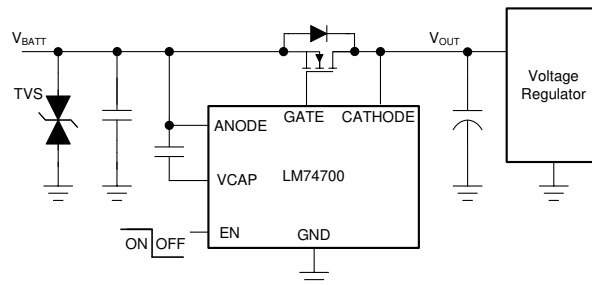 VBATT
VOUT
Voltage
Regulator
TVS
ANODE
GATE
CATHODE
VCAP
LM74700
EN
GND
ON
OFF